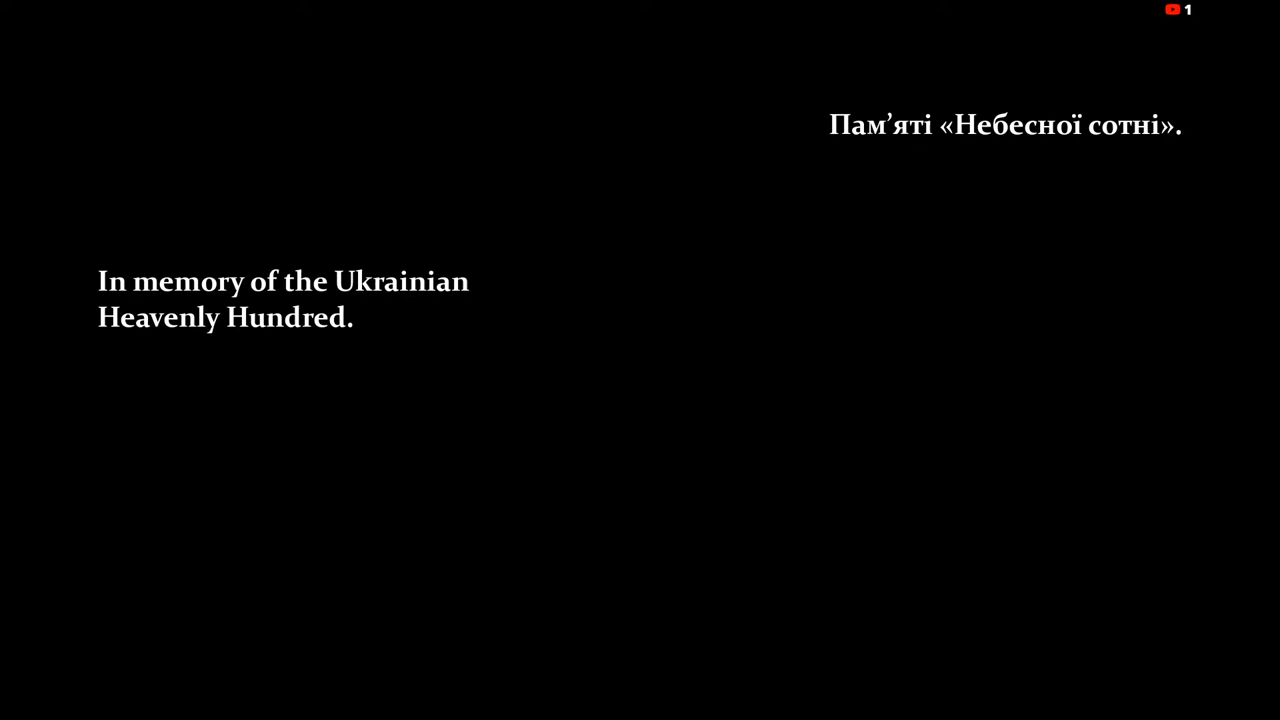 1
Пам’яті «Небесної сотні».
In memory of the Ukrainian
Heavenly Hundred.